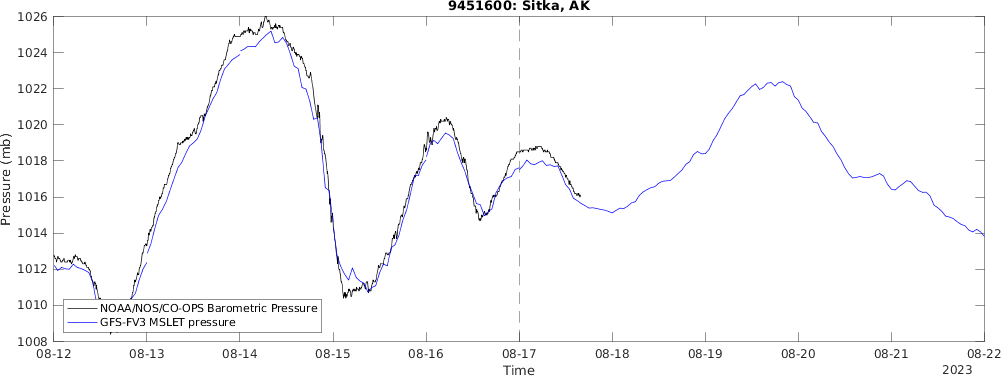 9451600: Sitka, AK
Pressure (mb)
1026
1024
1022
1020
1018
1016
1014
1012
1010
1008
NOAA/NOS/CO-OPS Barometric Pressure
GFS-FV3 MSLET pressure
08-12 08-13 08-14 08-15 08-16 08-17 08-18 08-19 08-20 08-21 08-22
Time
2023